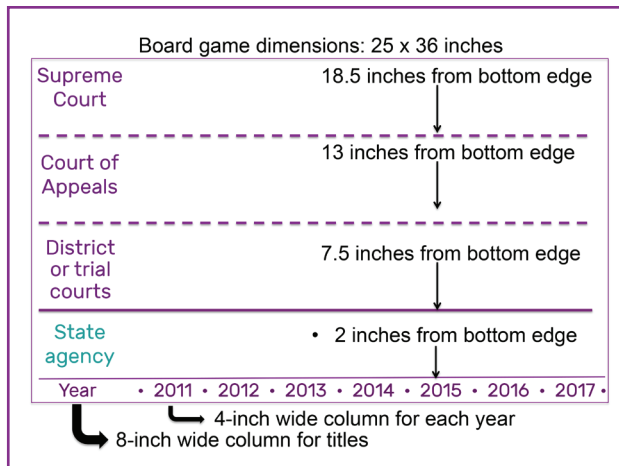 Board game dimensions: 25 x 36 inches
Supreme
Court
18.5 inches from bottom edge
Court of
Appeals
13 inches from bottom edge
District
or trial
courts
7.5 inches from bottom edge
State
agency
• 2 inches from bottom edge
Year • 2011 • 2012 • 2013 • 2014 • 2015 • 2016 • 2017 •
4-inch wide column for each year
8-inch wide column for titles